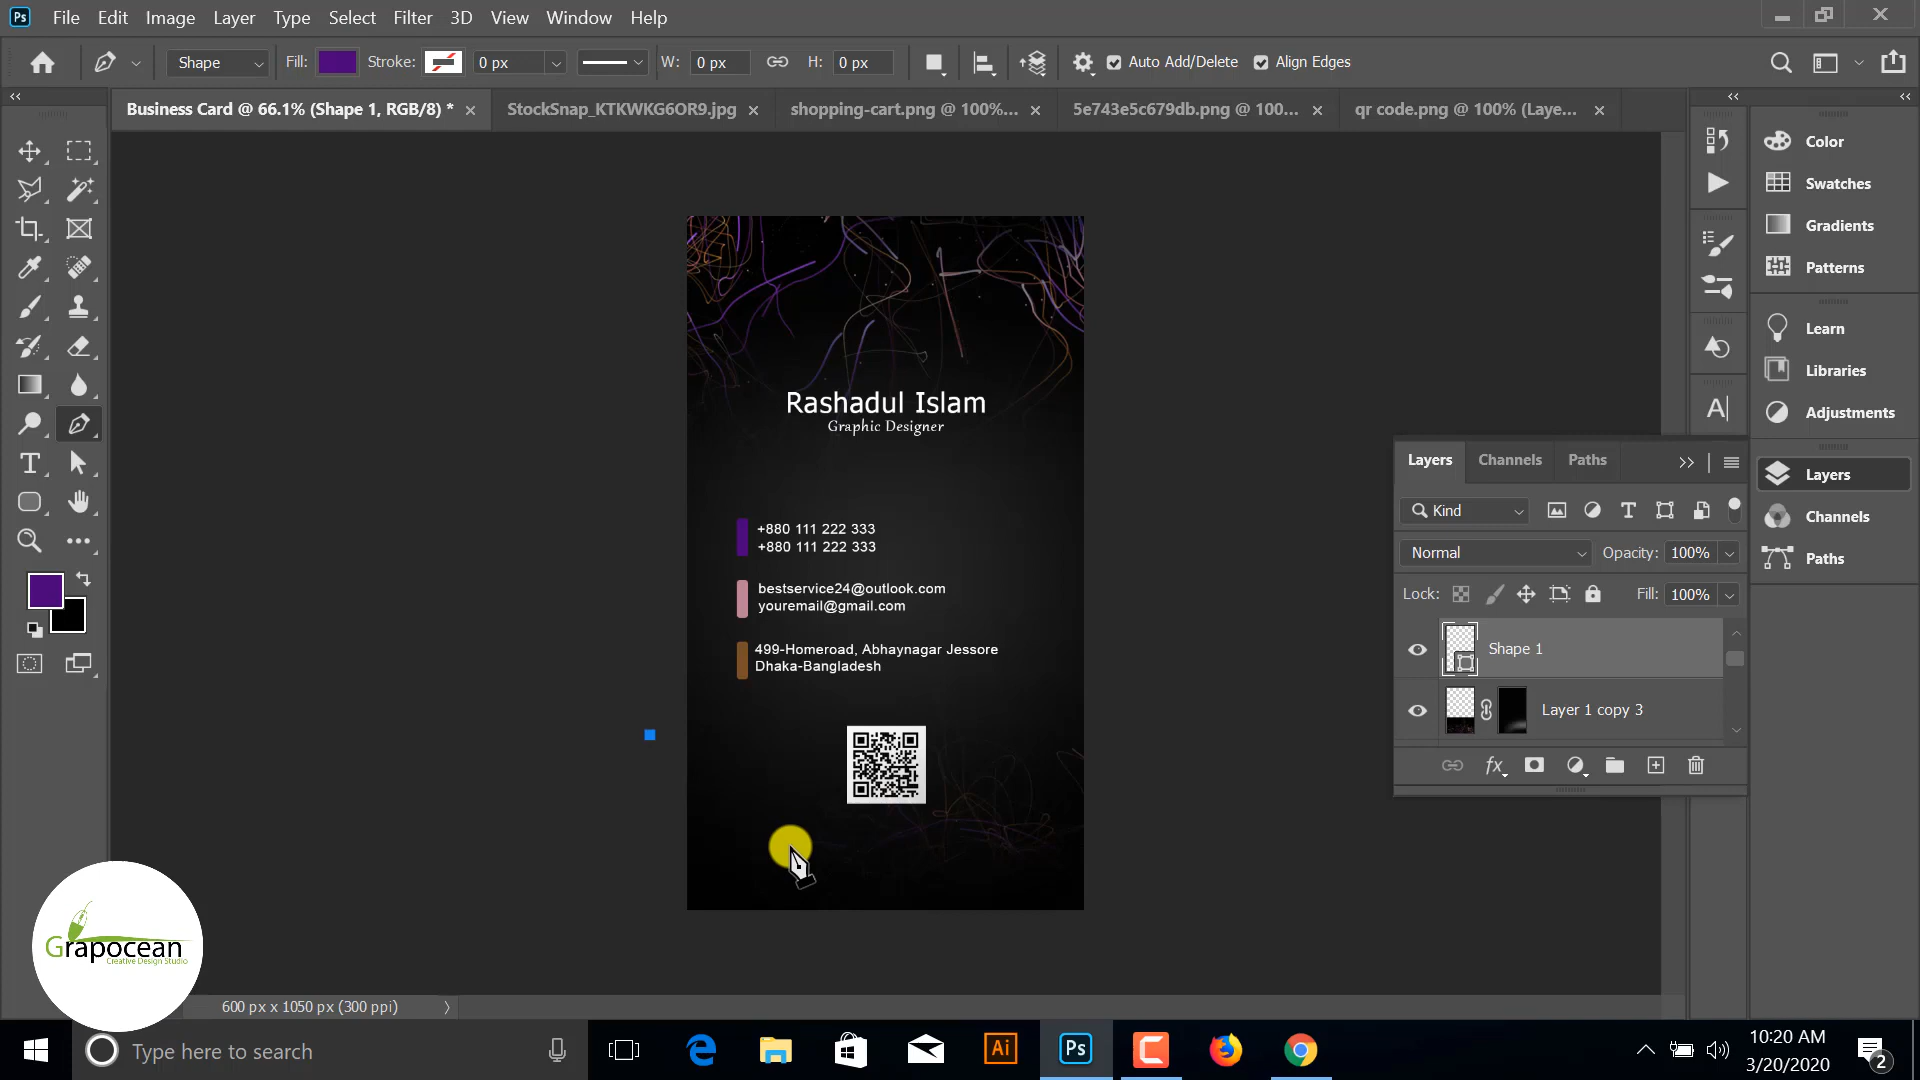 File Edit Image Layer Type Select Filter 3D View Window Help
Shape Fill: Stroke: 0 px W: 0 px H: 0 px Auto Add/Delete Align Edges
Business Card @ 66.1% (Shape 1, RGB/8) * StockSnap_KTKWKG6OR9.jpg shopping-cart.png @ 100%... 5e743e5c679db.png @ 100... qr code.png @ 100% (Laye...
Color
Swatches
Gradients
Patterns
Learn
Libraries
Adjustments
Layers
Channels
Paths
Rashadul Islam
Graphic Designer
+880 111 222 333
+880 111 222 333
bestservice24@outlook.com
youremail@gmail.com
499-Homeroad, Abhaynagar Jessore
Dhaka-Bangladesh
Layers Channels Paths
Kind
Normal Opacity: 100%
Lock: Fill: 100%
Shape 1
Layer 1 copy 3
Grapocean
Creative Design Studio
600 px x 1050 px (300 ppi)
Type here to search
10:20 AM
3/20/2020
2